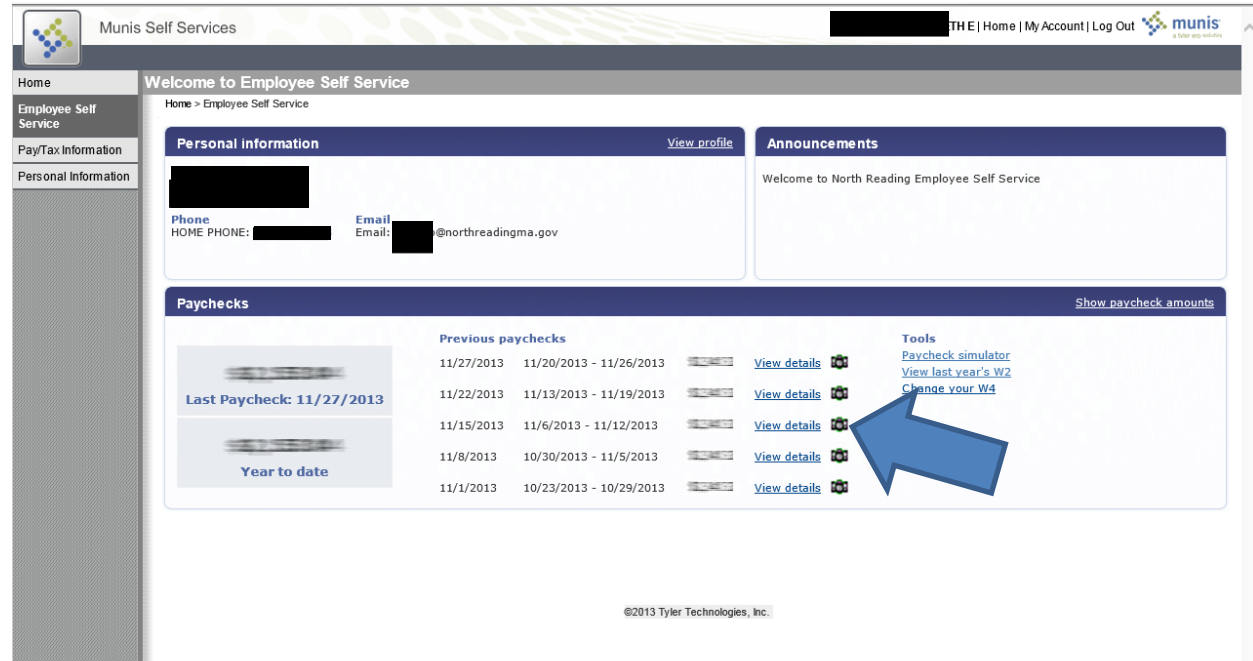 Munis Self Services
TH E | Home | My Account | Log Out
munis
a tyler erp solution
Home
Employee Self
Service
Pay/Tax Information
Personal Information
Welcome to Employee Self Service
Home > Employee Self Service
Personal information
View profile
Phone
HOME PHONE:
Email
Email: @northreadingma.gov
Announcements
Welcome to North Reading Employee Self Service
Paychecks
Show paycheck amounts
Last Paycheck: 11/27/2013
Year to date
Previous paychecks
11/27/2013 11/20/2013 - 11/26/2013 View details
11/22/2013 11/13/2013 - 11/19/2013 View details
11/15/2013 11/6/2013 - 11/12/2013 View details
11/8/2013 10/30/2013 - 11/5/2013 View details
11/1/2013 10/23/2013 - 10/29/2013 View details
Tools
Paycheck simulator
View last year's W2
Change your W4
©2013 Tyler Technologies, Inc.